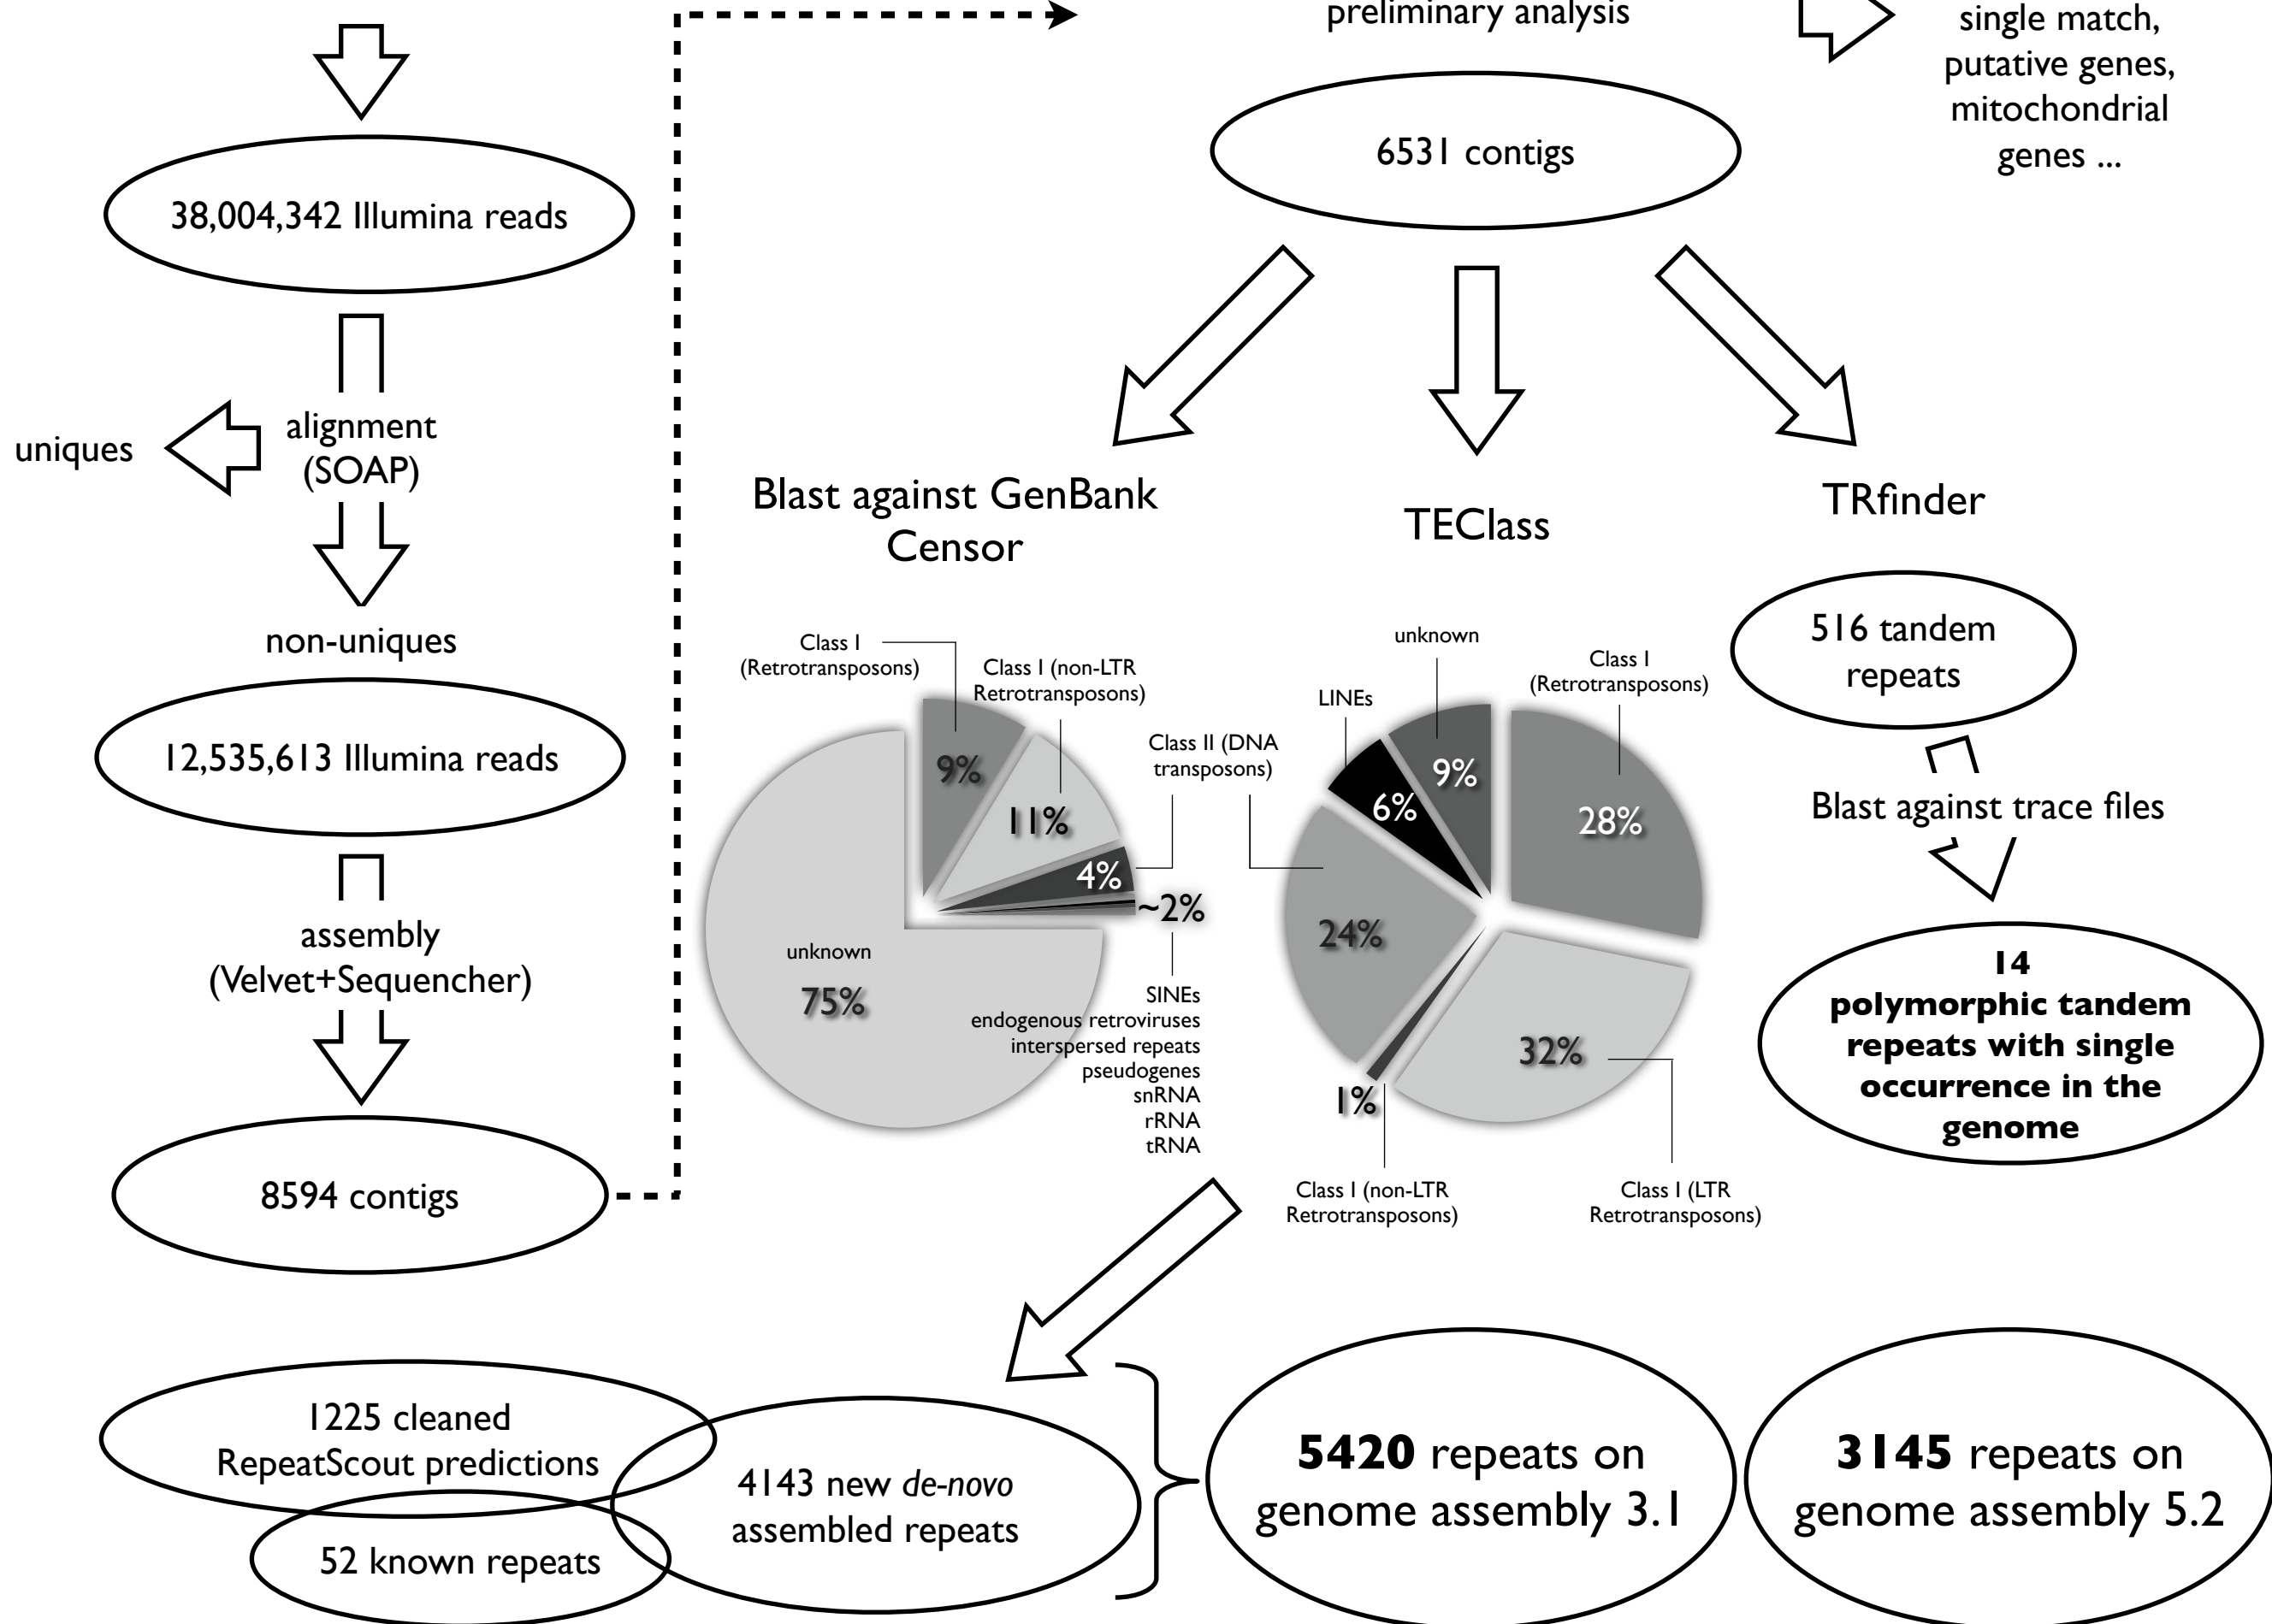 preliminary analysis
single match,
putative genes,
mitochondrial
genes ...
38,004,342 Illumina reads
6531 contigs
uniques
alignment
(SOAP)
non-uniques
12,535,613 Illumina reads
assembly
(Velvet+Sequencher)
8594 contigs
Blast against GenBank
Censor
TEClass
TRfinder
Class I
(Retrotransposons)
Class I (non-LTR
Retrotransposons)
Class II (DNA
transposons)
9%
11%
4%
~2%
unknown
75%
SINEs
endogenous retroviruses
interspersed repeats
pseudogenes
snRNA
rRNA
tRNA
unknown
LINEs
Class I
(Retrotransposons)
9%
6%
28%
24%
32%
1%
Class I (non-LTR
Retrotransposons)
Class I (LTR
Retrotransposons)
516 tandem
repeats
Blast against trace files
14
polymorphic tandem
repeats with single
occurrence in the
genome
1225 cleaned
RepeatScout predictions
52 known repeats
4143 new de-novo
assembled repeats
5420 repeats on
genome assembly 3.1
3145 repeats on
genome assembly 5.2